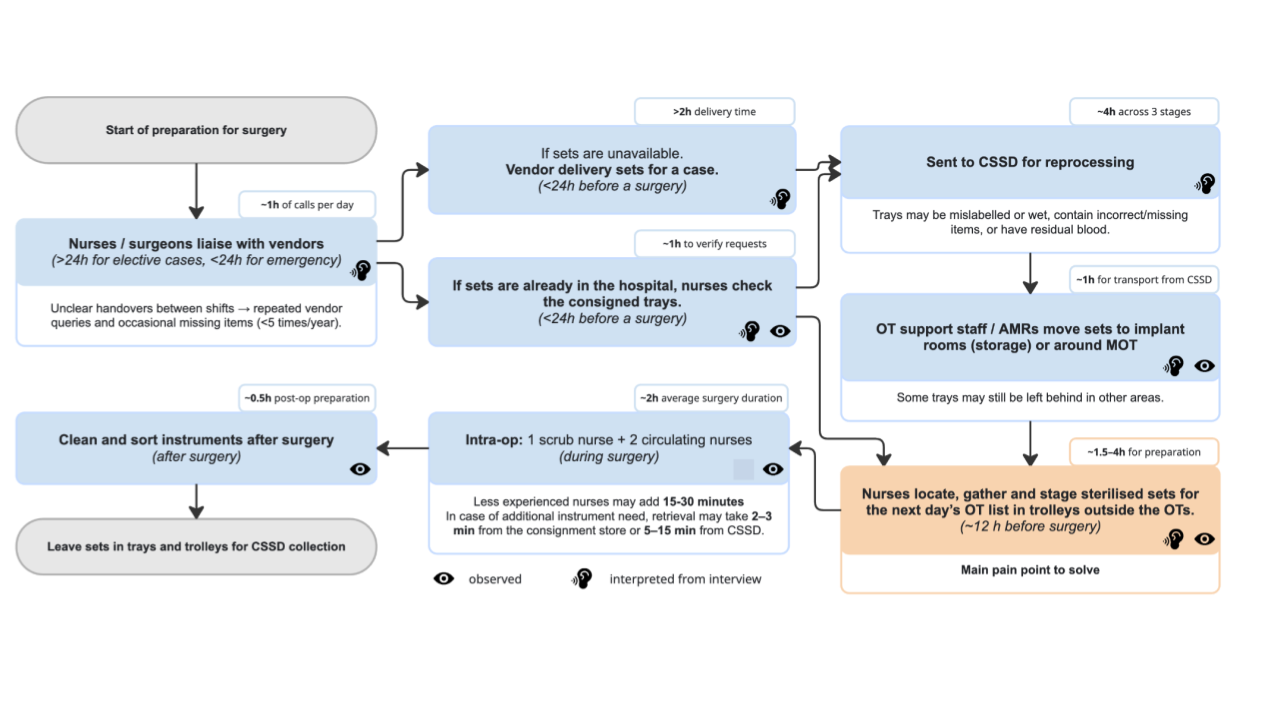 Start of preparation for surgery
~1h of calls per day
Nurses / surgeons liaise with vendors
(>24h for elective cases, <24h for emergency)
Unclear handovers between shifts → repeated vendor
queries and occasional missing items (<5 times/year).
>2h delivery time
If sets are unavailable.
Vendor delivery sets for a case.
(<24h before a surgery)
~1h to verify requests
If sets are already in the hospital, nurses check
the consigned trays.
(<24h before a surgery)
~4h across 3 stages
Sent to CSSD for reprocessing
Trays may be mislabelled or wet, contain incorrect/missing
items, or have residual blood.
~1h for transport from CSSD
OT support staff / AMRs move sets to implant
rooms (storage) or around MOT
Some trays may still be left behind in other areas.
~1.5–4h for preparation
Nurses locate, gather and stage sterilised sets for
the next day's OT list in trolleys outside the OTs.
(~12 h before surgery)
Main pain point to solve
~2h average surgery duration
Intra-op: 1 scrub nurse + 2 circulating nurses
(during surgery)
Less experienced nurses may add 15-30 minutes
In case of additional instrument need, retrieval may take 2–3
min from the consignment store or 5–15 min from CSSD.
~0.5h post-op preparation
Clean and sort instruments after surgery
(after surgery)
Leave sets in trays and trolleys for CSSD collection
observed
interpreted from interview